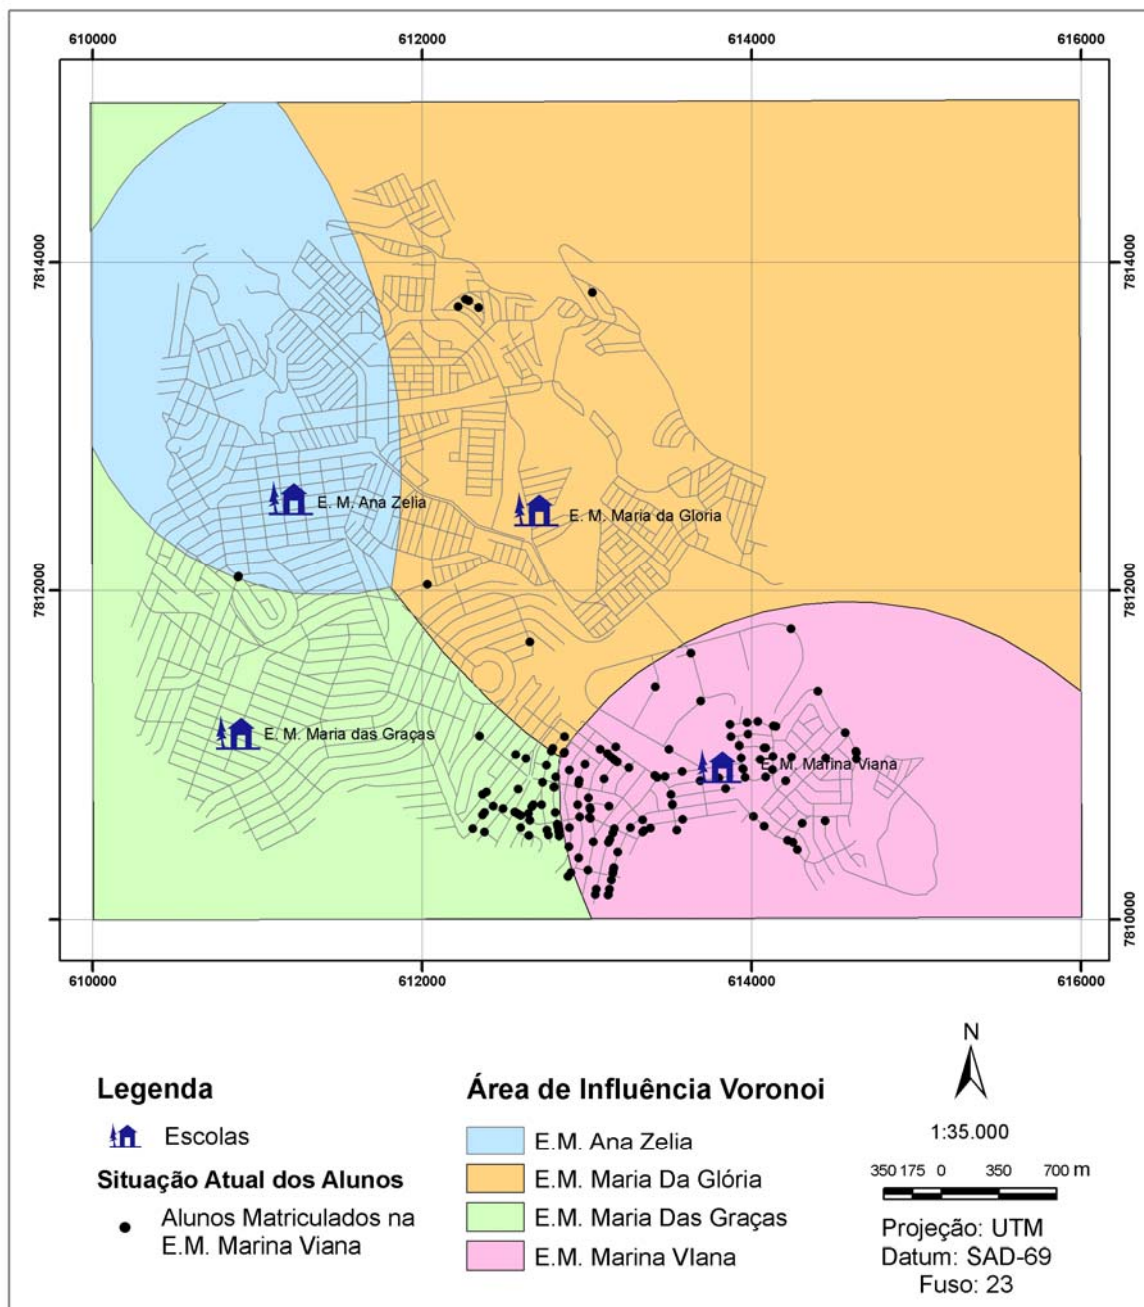 610000 612000 614000 616000
7814000 7814000
E. M. Ana Zelia
E. M. Maria da Gloria
7812000 7812000
E. M. Maria das Graças
E. M. Marina Viana
7810000 7810000
610000 612000 614000 616000
Legenda
Escolas
Situação Atual dos Alunos
Alunos Matriculados na
E.M. Marina Viana
Área de Influência Voronoi
E.M. Ana Zelia
E.M. Maria Da Glória
E.M. Maria Das Graças
E.M. Marina VIana
N
1:35.000
350 175 0 350 700 m
Projeção: UTM
Datum: SAD-69
Fuso: 23